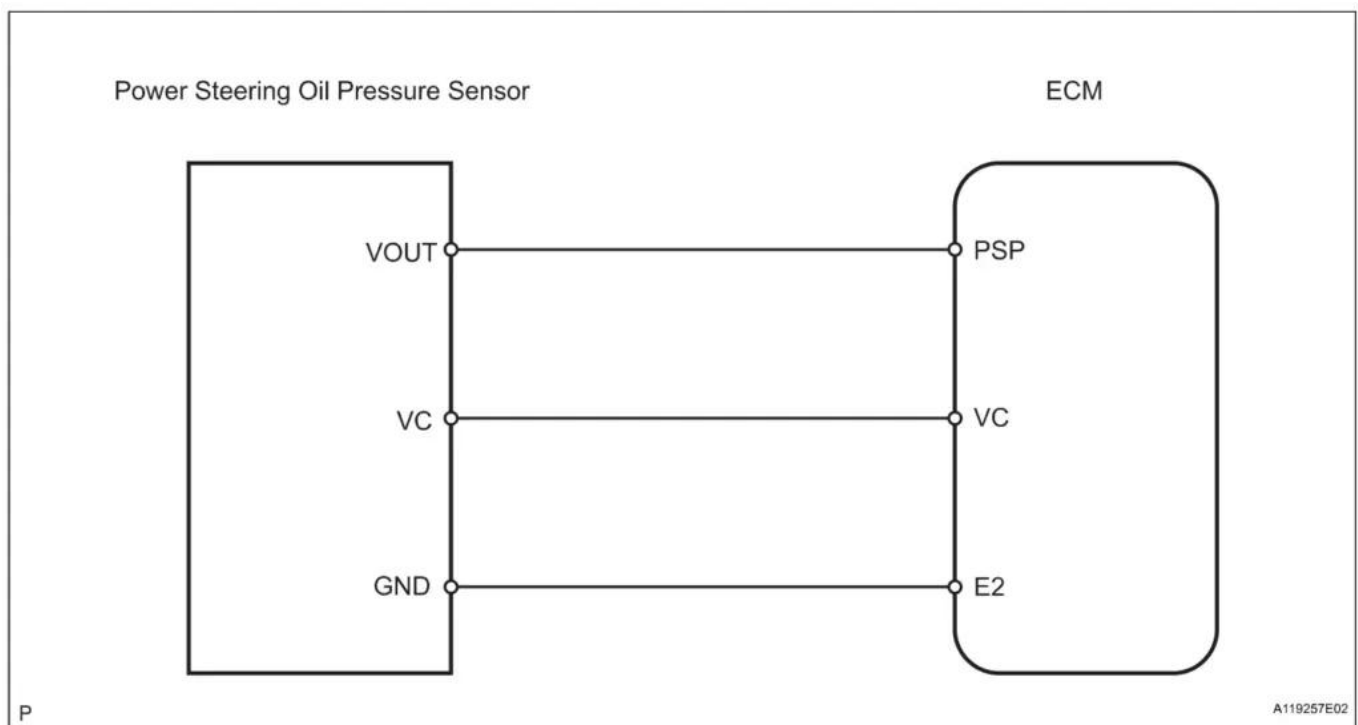 Power Steering Oil Pressure Sensor
ECM
VOUT
PSP
VC
VC
GND
E2
P
A119257E02